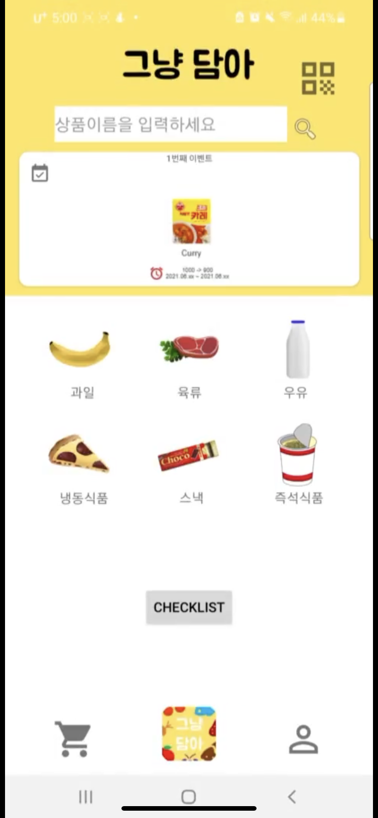 U+ 5:00 44%
그냥 담아
상품이름을 입력하세요
1번째 이벤트
카레
Curry
1000 -> 800
2021.06.xx ~ 2021.06.xx
과일
육류
우유
Choco
냉동식품
스낵
즉석식품
CHECKLIST
그냥
담아